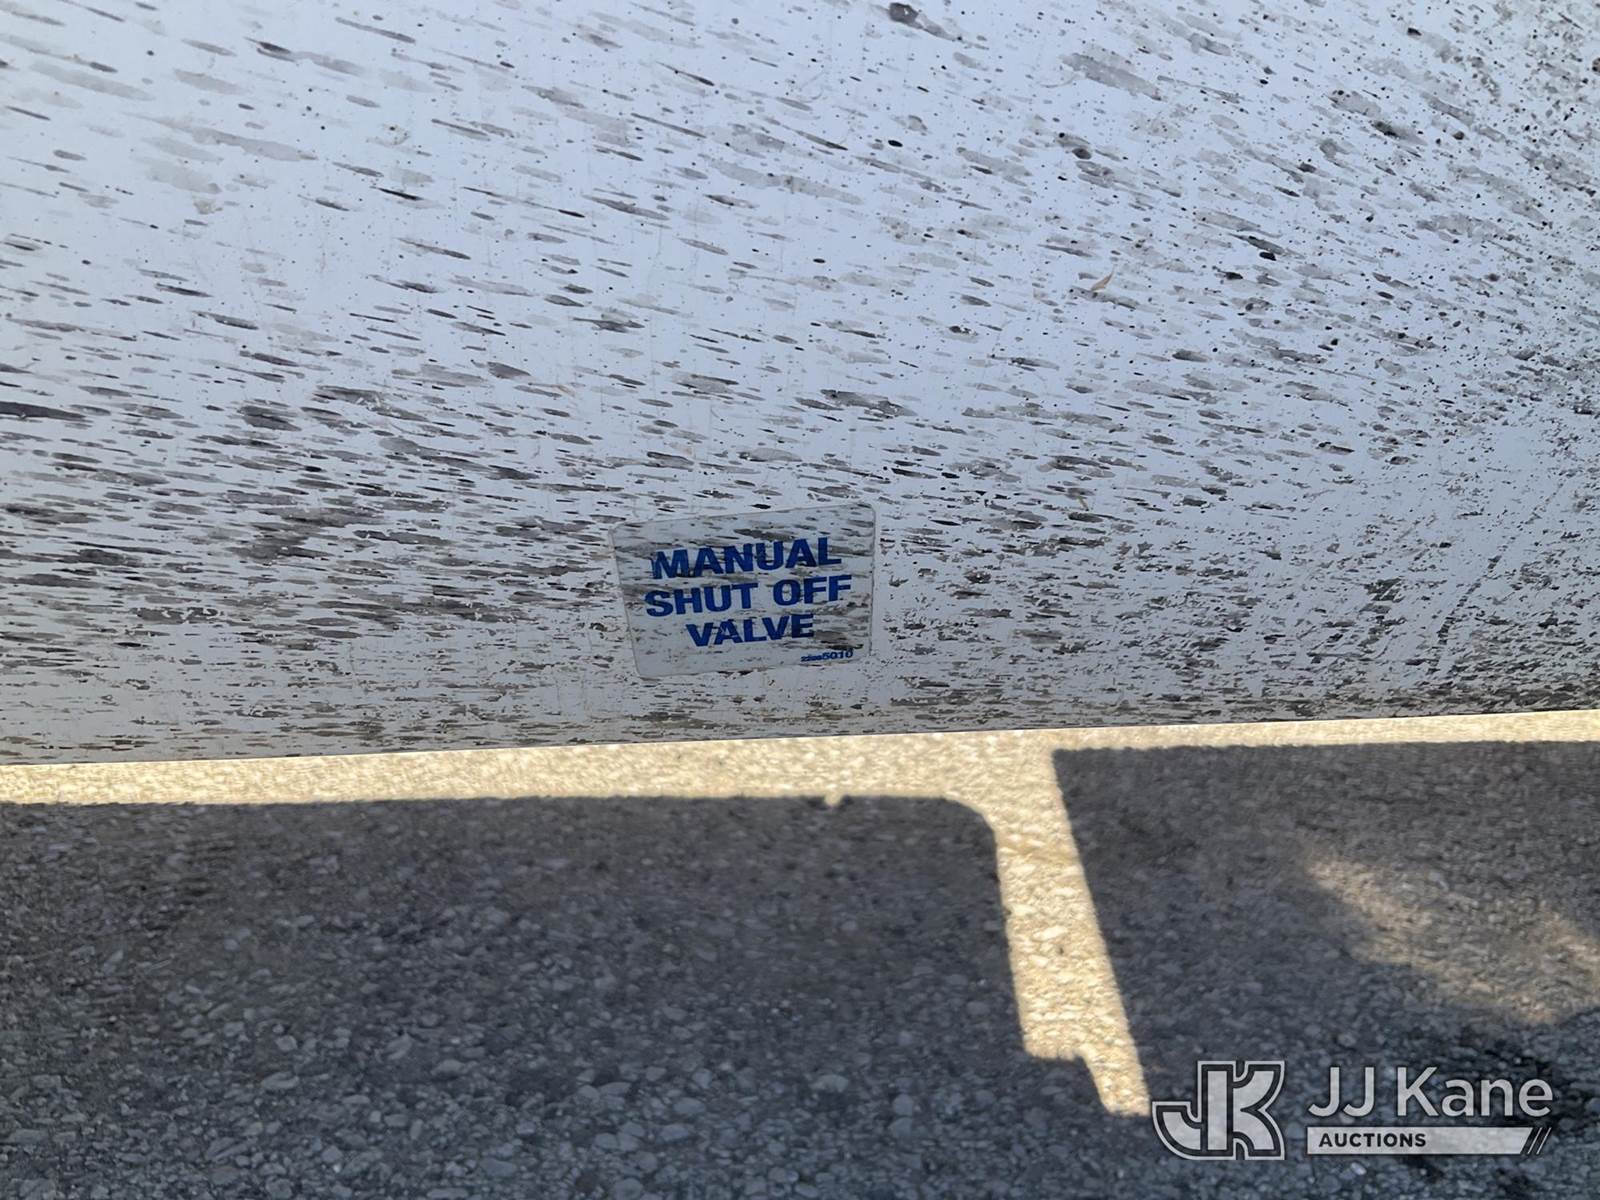 MANUAL
SHUT OFF
VALVE
JJ Kane
AUCTIONS